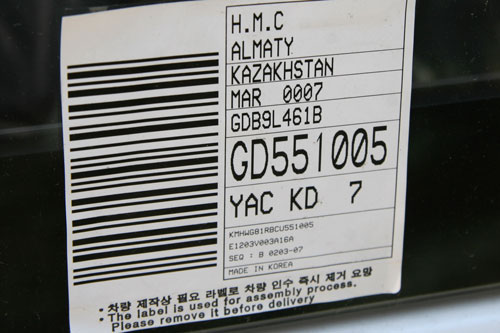 H.M.C
ALMATY
KAZAKHSTAN
MAR 0007
GDB9L461B
GD551005
YAC KD 7
KMHWG81RBCU551005
E1203V003A16A
SEQ : B 0203-07
MADE IN KOREA
• 차량 제작상 필요 라벨로 차량 인수 즉시 제거 요망
• The label is used for assembly process.
Please remove it before delivery